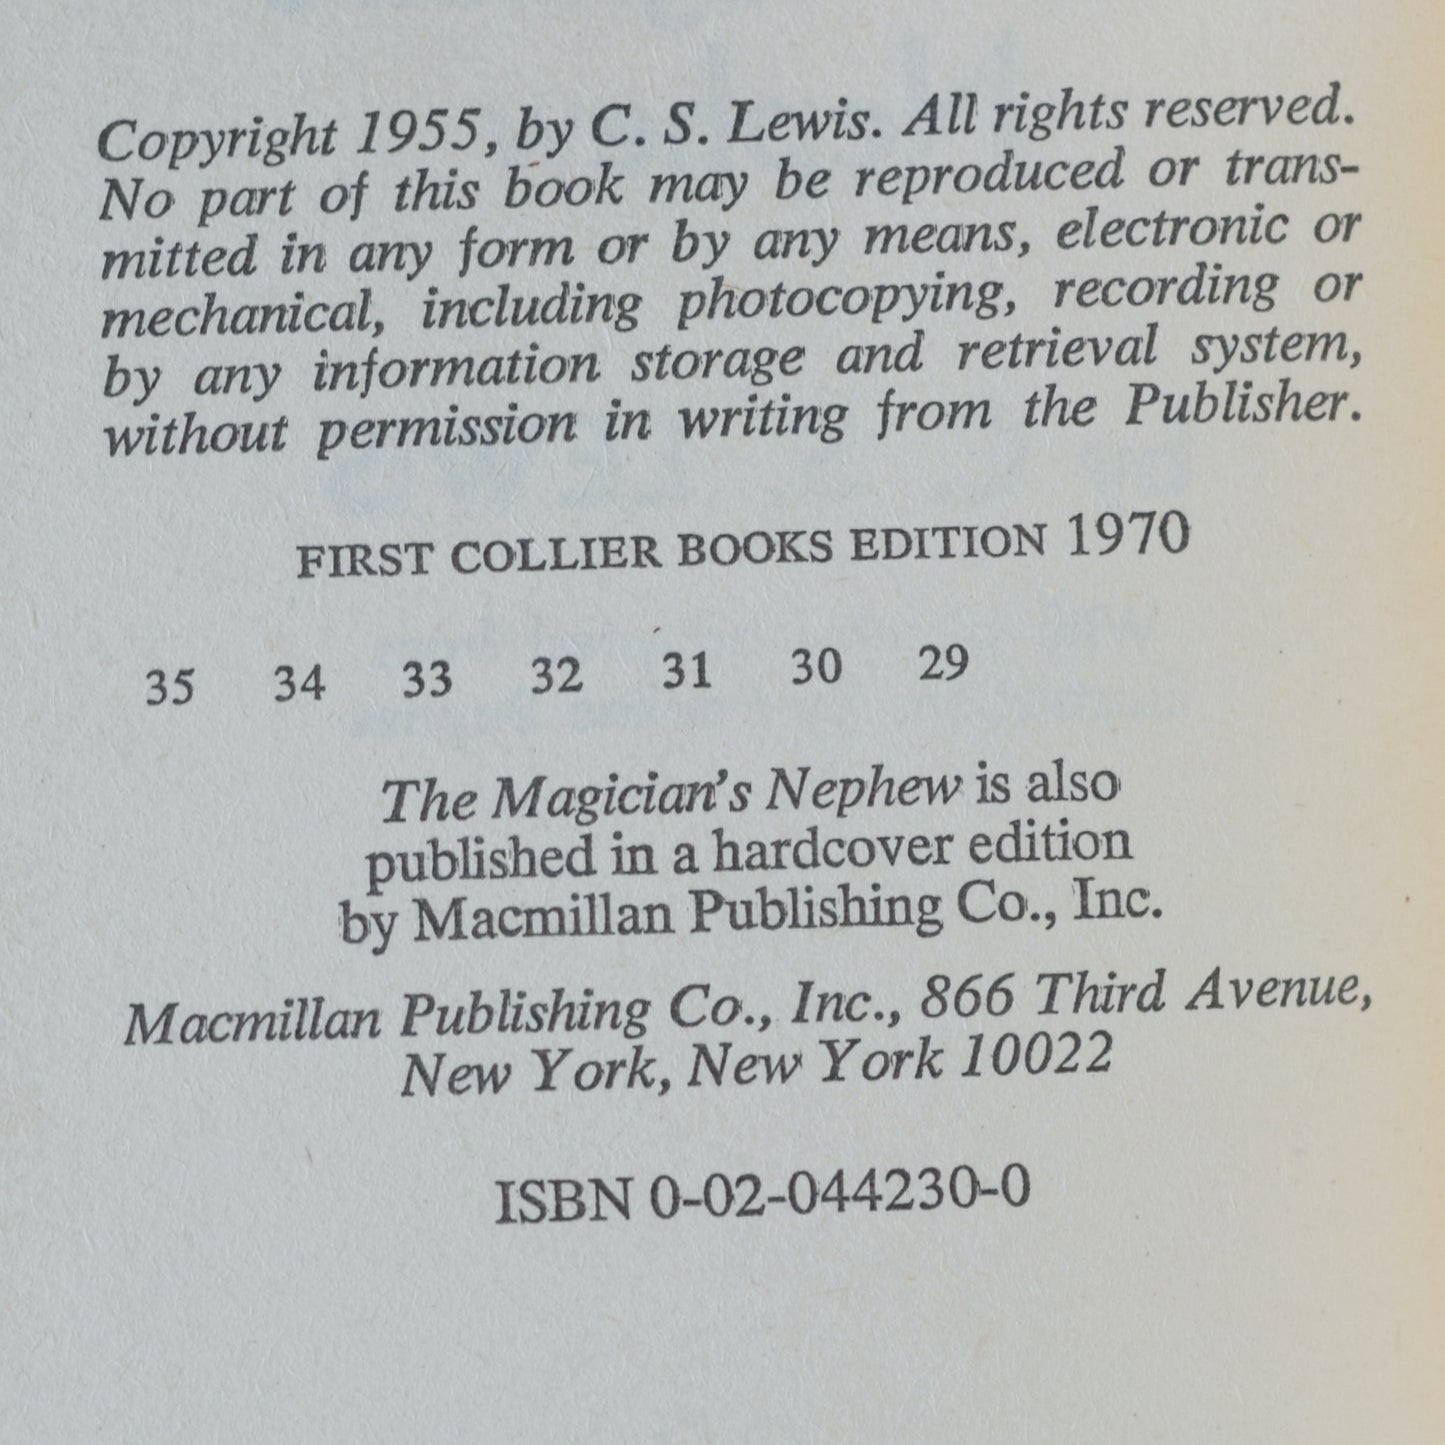 Copyright 1955, by C. S. Lewis. All rights reserved.
No part of this book may be reproduced or trans-
mitted in any form or by any means, electronic or
mechanical, including photocopying, recording or
by any information storage and retrieval system,
without permission in writing from the Publisher.
FIRST COLLIER BOOKS EDITION 1970
35 34 33 32 31 30 29
The Magician's Nephew is also
published in a hardcover edition
by Macmillan Publishing Co., Inc.
Macmillan Publishing Co., Inc., 866 Third Avenue,
New York, New York 10022
ISBN 0-02-044230-0